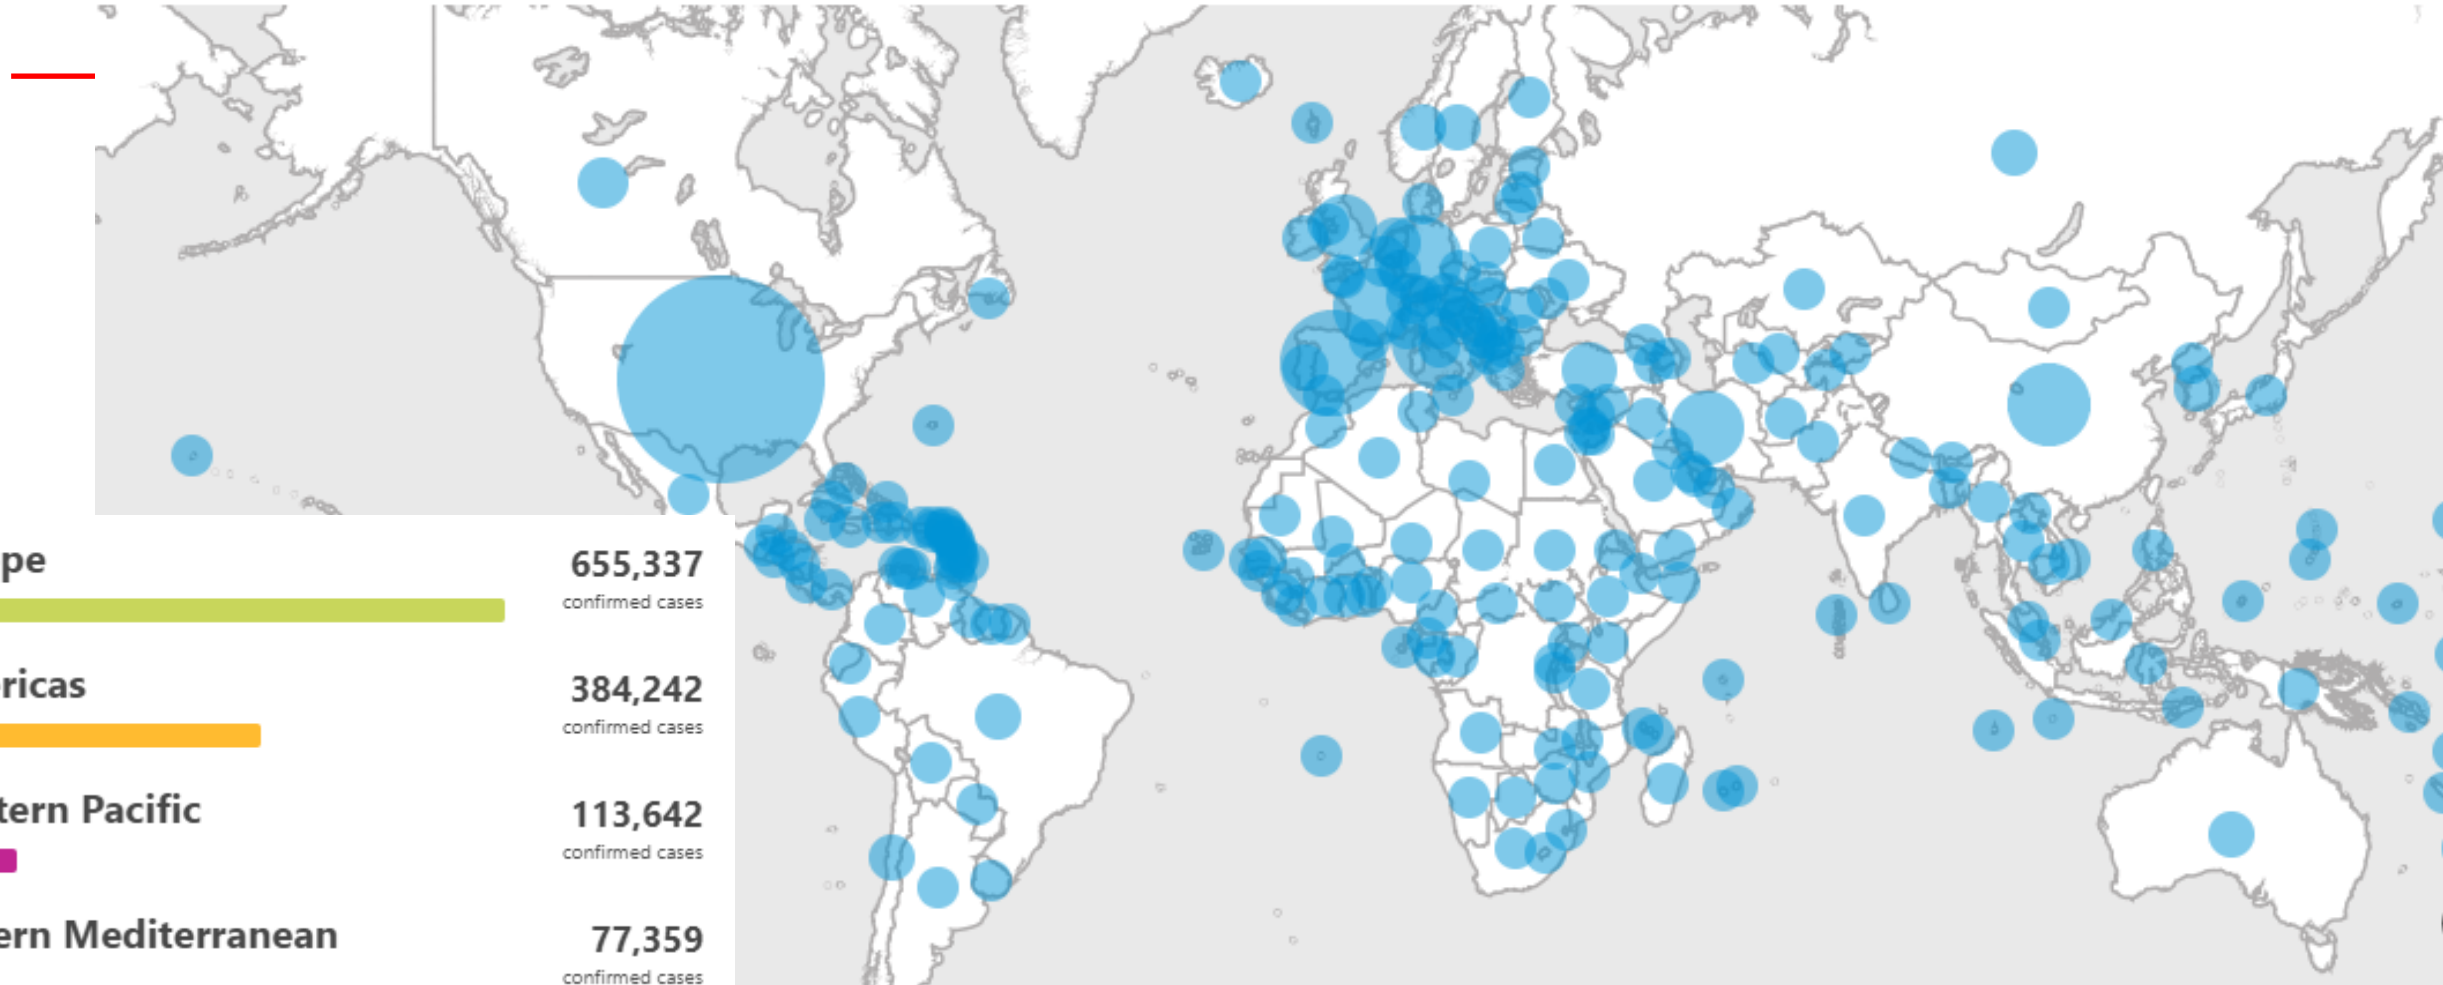 pe
655,337
confirmed cases
ricas
384,242
confirmed cases
tern Pacific
113,642
confirmed cases
ern Mediterranean
77,359
confirmed cases